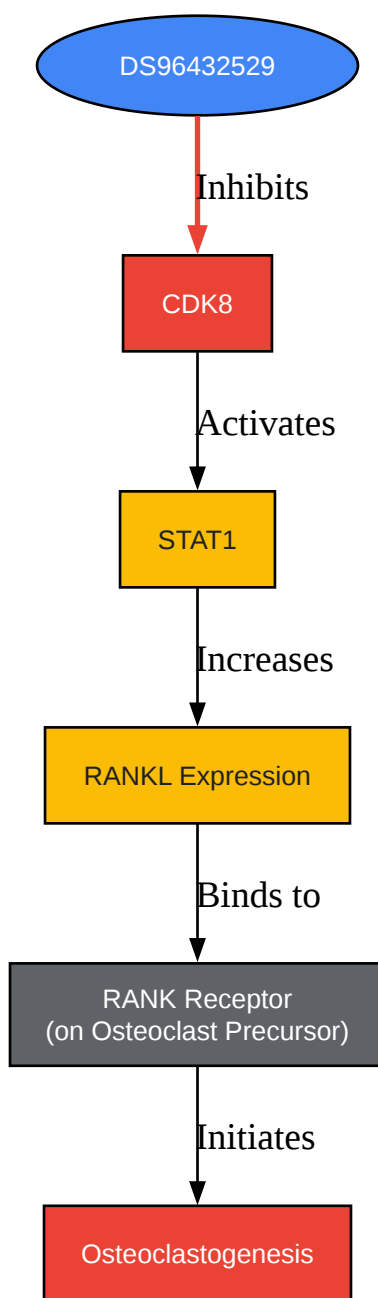 DS96432529
Inhibits
CDK8
Activates
STAT1
Increases
RANKL Expression
Binds to
RANK Receptor
(on Osteoclast Precursor)
Initiates
Osteoclastogenesis